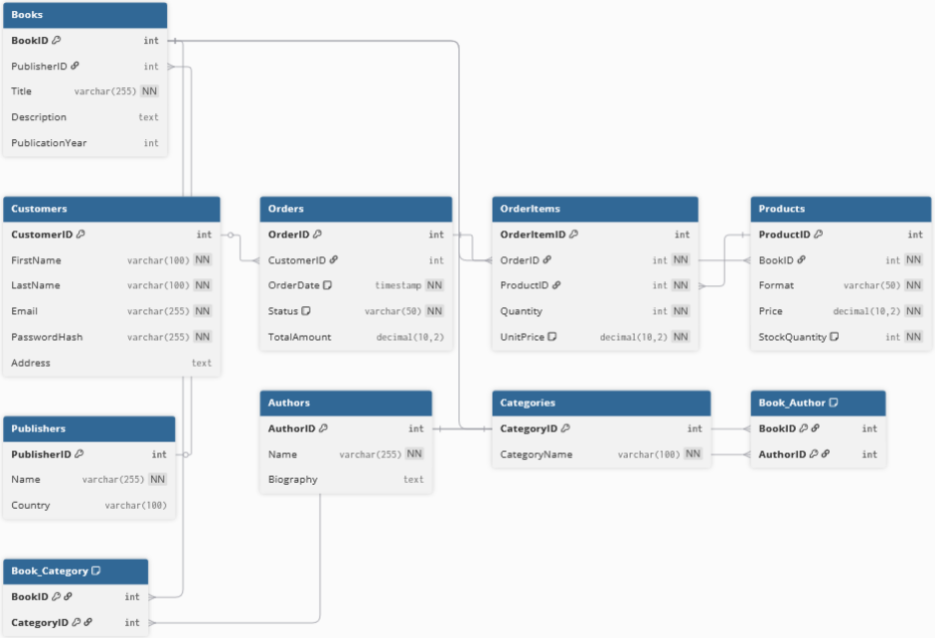 Books
BookID int
PublisherID int
Title varchar(255) NN
Description text
PublicationYear int
Customers
CustomerID int
FirstName varchar(100) NN
LastName varchar(100) NN
Email varchar(255) NN
PasswordHash varchar(255) NN
Address text
Orders
OrderID int
CustomerID int
OrderDate timestamp NN
Status varchar(50) NN
TotalAmount decimal(10,2)
OrderItems
OrderItemID int
OrderID int NN
ProductID int NN
Quantity int NN
UnitPrice decimal(10,2) NN
Products
ProductID int
BookID int NN
Format varchar(50) NN
Price decimal(10,2) NN
StockQuantity int NN
Publishers
PublisherID int
Name varchar(255) NN
Country varchar(100)
Authors
AuthorID int
Name varchar(255) NN
Biography text
Categories
CategoryID int
CategoryName varchar(100) NN
Book_Author
BookID int
AuthorID int
Book_Category
BookID int
CategoryID int